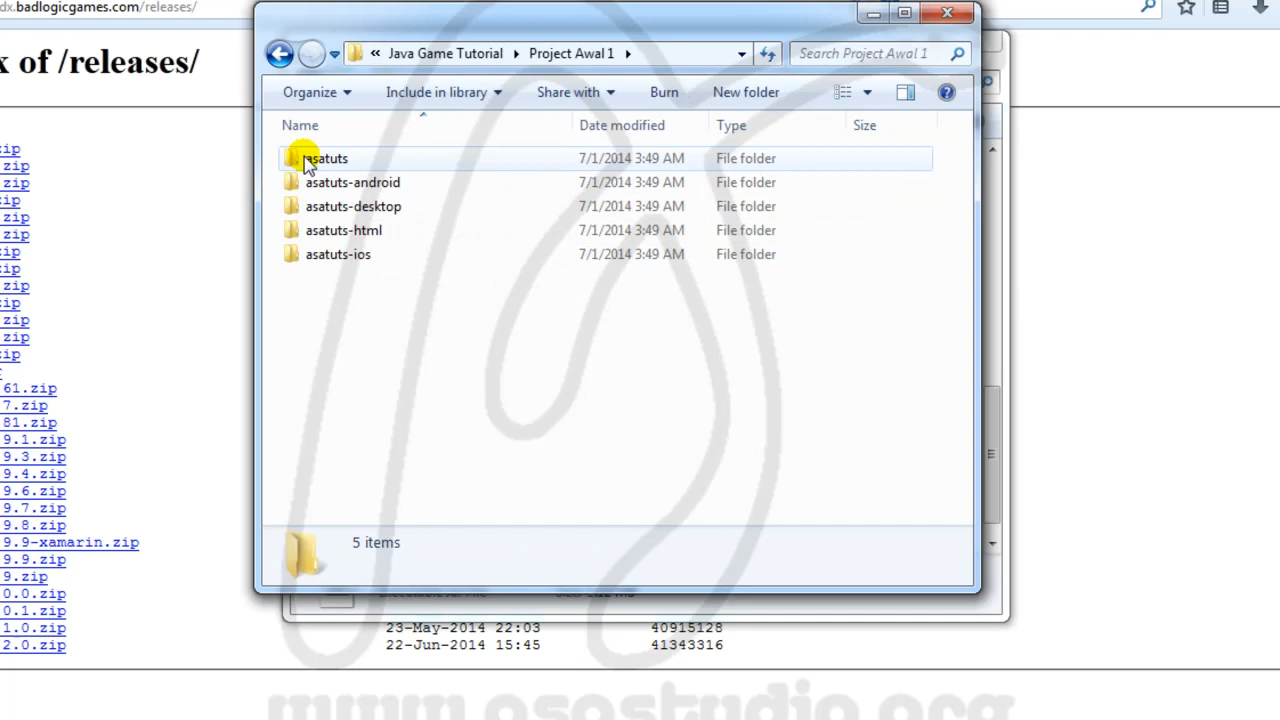 dx.badlogicgames.com/releases/
x of /releases/
« Java Game Tutorial Project Awal 1
Search Project Awal 1
Organize Include in library Share with Burn New folder
Name Date modified Type Size
asatuts 7/1/2014 3:49 AM File folder
asatuts-android 7/1/2014 3:49 AM File folder
asatuts-desktop 7/1/2014 3:49 AM File folder
asatuts-html 7/1/2014 3:49 AM File folder
asatuts-ios 7/1/2014 3:49 AM File folder
5 items
zip
.zip
.zip
zip
.zip
.zip
zip
zip
.zip
zip
.zip
.zip
zip
61.zip
7.zip
81.zip
9.1.zip
9.3.zip
9.4.zip
9.6.zip
9.7.zip
9.8.zip
9.9-xamarin.zip
9.9.zip
9.zip
0.0.zip
0.1.zip
1.0.zip 23-May-2014 22:03 40915128
2.0.zip 22-Jun-2014 15:45 41343316
www.osostudio.org